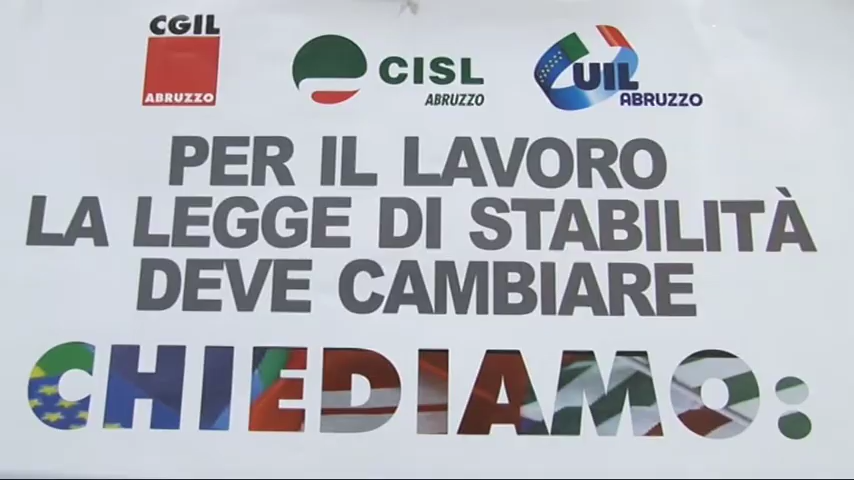 CGIL
ABRUZZO
CISL
ABRUZZO
UIL
ABRUZZO
PER IL LAVORO
LA LEGGE DI STABILITÀ
DEVE CAMBIARE
CHIEDIAMO: